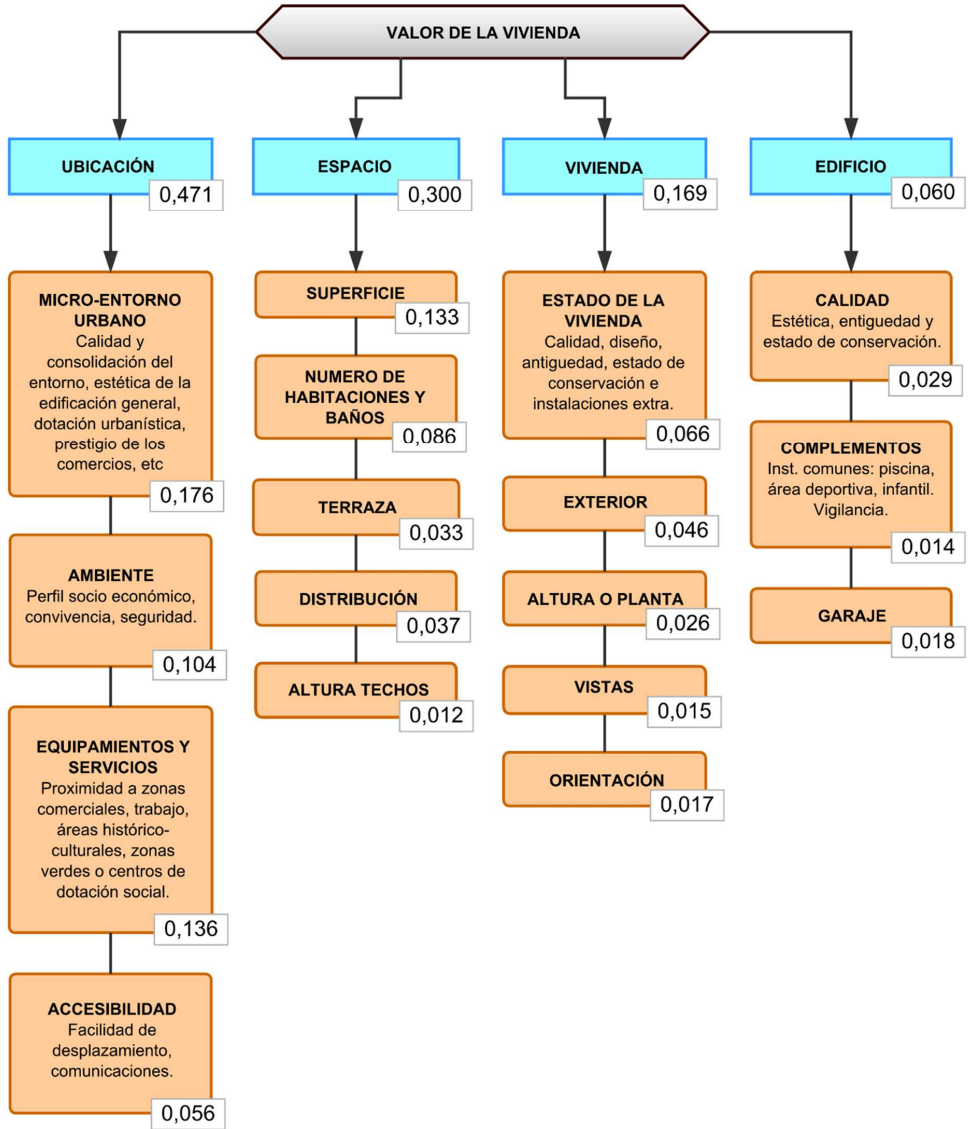 VALOR DE LA VIVIENDA
UBICACIÓN
0,471
MICRO-ENTORNO
URBANO
Calidad y
consolidación del
entorno, estética de la
edificación general,
dotación urbanística,
prestigio de los
comercios, etc
0,176
AMBIENTE
Perfil socio económico,
convivencia, seguridad.
0,104
EQUIPAMIENTOS Y
SERVICIOS
Proximidad a zonas
comerciales, trabajo,
áreas histórico-
culturales, zonas
verdes o centros de
dotación social.
0,136
ACCESIBILIDAD
Facilidad de
desplazamiento,
comunicaciones.
0,056
ESPACIO
0,300
SUPERFICIE
0,133
NUMERO DE
HABITACIONES Y
BAÑOS
0,086
TERRAZA
0,033
DISTRIBUCIÓN
0,037
ALTURA TECHOS
0,012
VIVIENDA
0,169
ESTADO DE LA
VIVIENDA
Calidad, diseño,
antiguedad, estado de
conservación e
instalaciones extra.
0,066
EXTERIOR
0,046
ALTURA O PLANTA
0,026
VISTAS
0,015
ORIENTACIÓN
0,017
EDIFICIO
0,060
CALIDAD
Estética, entiguedad y
estado de conservación.
0,029
COMPLEMENTOS
Inst. comunes: piscina,
área deportiva, infantil.
Vigilancia.
0,014
GARAJE
0,018